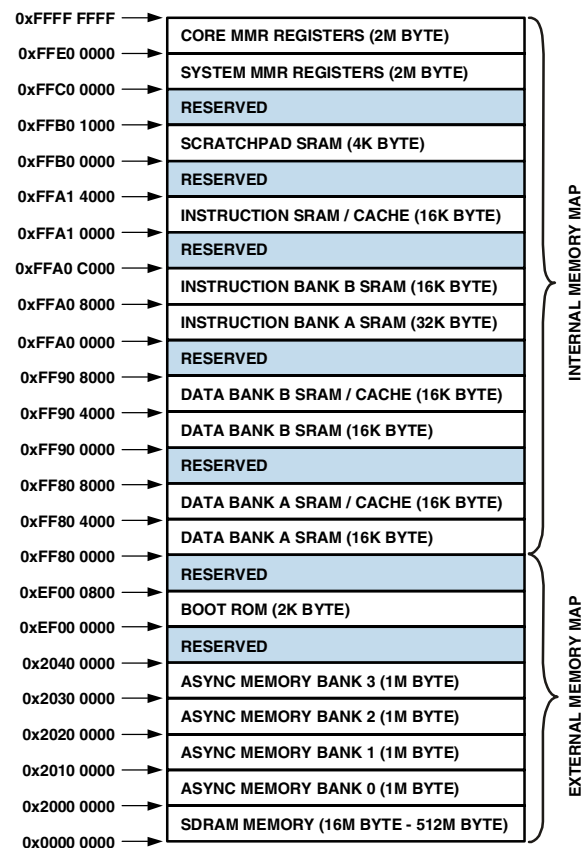 0xFFFF FFFF
CORE MMR REGISTERS (2M BYTE)
0xFFE0 0000
SYSTEM MMR REGISTERS (2M BYTE)
0xFFC0 0000
RESERVED
0xFFB0 1000
SCRATCHPAD SRAM (4K BYTE)
0xFFB0 0000
RESERVED
0xFFA1 4000
INSTRUCTION SRAM / CACHE (16K BYTE)
0xFFA1 0000
RESERVED
0xFFA0 C000
INSTRUCTION BANK B SRAM (16K BYTE)
0xFFA0 8000
INSTRUCTION BANK A SRAM (32K BYTE)
0xFFA0 0000
RESERVED
0xFF90 8000
DATA BANK B SRAM / CACHE (16K BYTE)
0xFF90 4000
DATA BANK B SRAM (16K BYTE)
0xFF90 0000
RESERVED
0xFF80 8000
DATA BANK A SRAM / CACHE (16K BYTE)
0xFF80 4000
DATA BANK A SRAM (16K BYTE)
0xFF80 0000
RESERVED
0xEF00 0800
BOOT ROM (2K BYTE)
0xEF00 0000
RESERVED
0x2040 0000
ASYNC MEMORY BANK 3 (1M BYTE)
0x2030 0000
ASYNC MEMORY BANK 2 (1M BYTE)
0x2020 0000
ASYNC MEMORY BANK 1 (1M BYTE)
0x2010 0000
ASYNC MEMORY BANK 0 (1M BYTE)
0x2000 0000
SDRAM MEMORY (16M BYTE - 512M BYTE)
0x0000 0000
INTERNAL MEMORY MAP
EXTERNAL MEMORY MAP